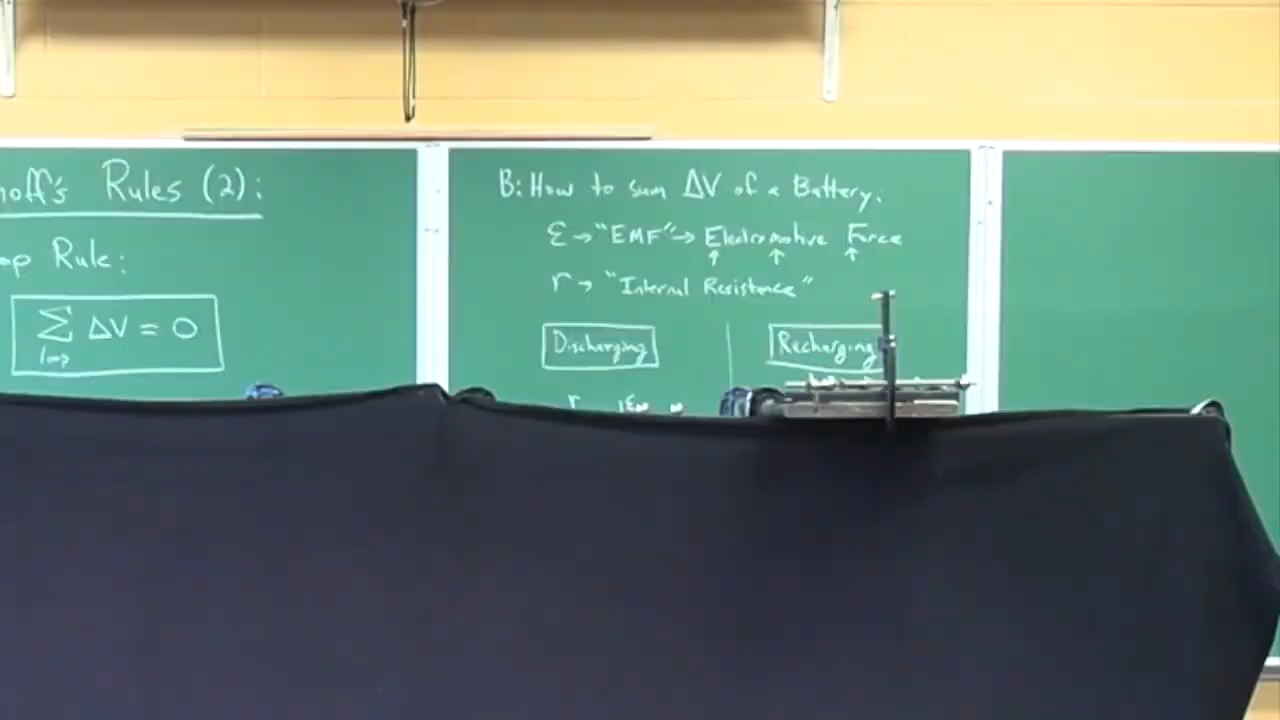 hoff's Rules (2):
op Rule:
∑ ΔV = 0
loop
B: How to sum ΔV of a Battery:
ℰ → "EMF" → Electromotive Force
r → "Internal Resistance"
Discharging
Recharging